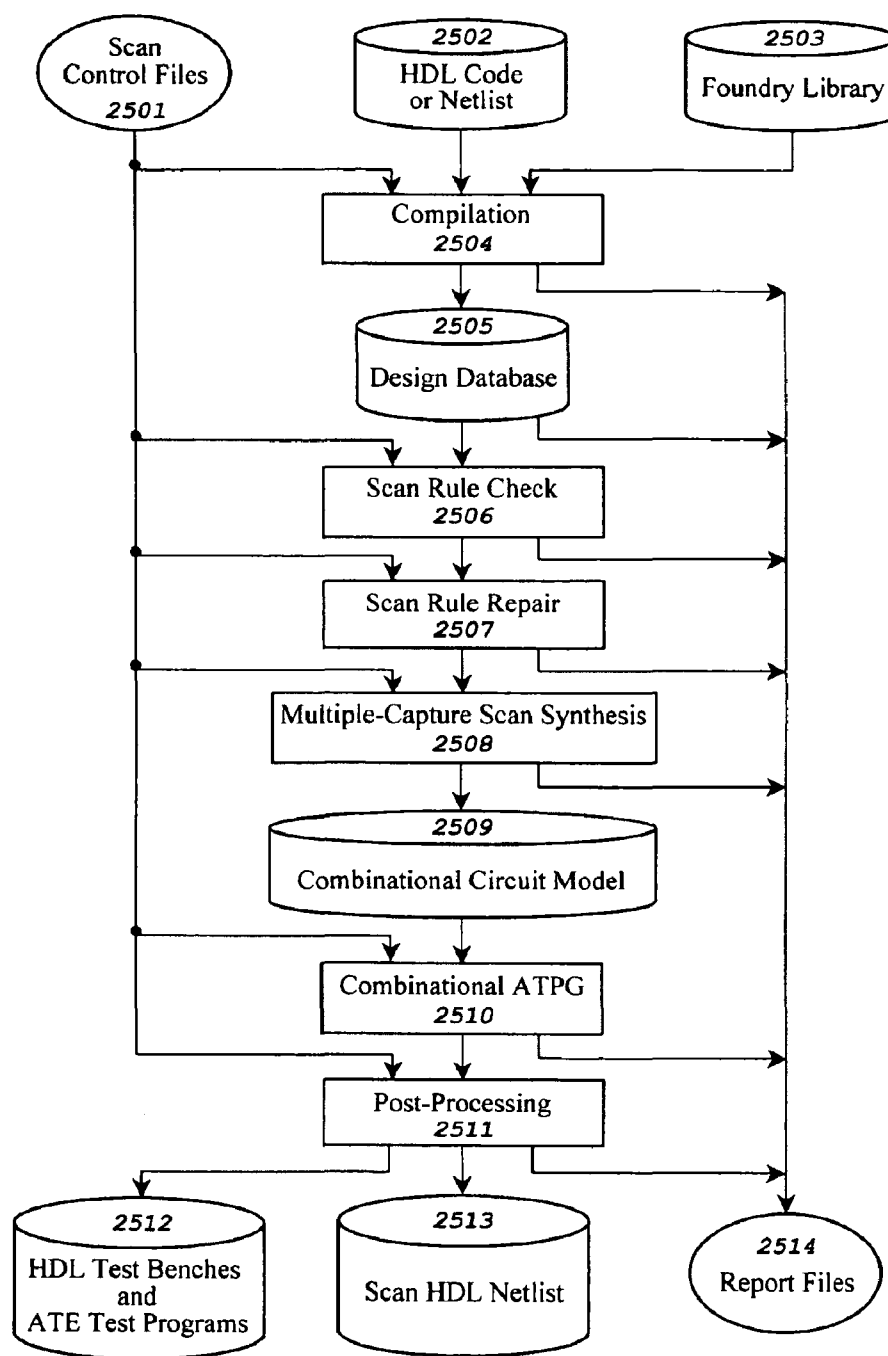 Scan
Control Files
2501
2502
HDL Code
or Netlist
2503
Foundry Library
Compilation
2504
2505
Design Database
Scan Rule Check
2506
Scan Rule Repair
2507
Multiple-Capture Scan Synthesis
2508
2509
Combinational Circuit Model
Combinational ATPG
2510
Post-Processing
2511
2512
HDL Test Benches
and
ATE Test Programs
2513
Scan HDL Netlist
2514
Report Files